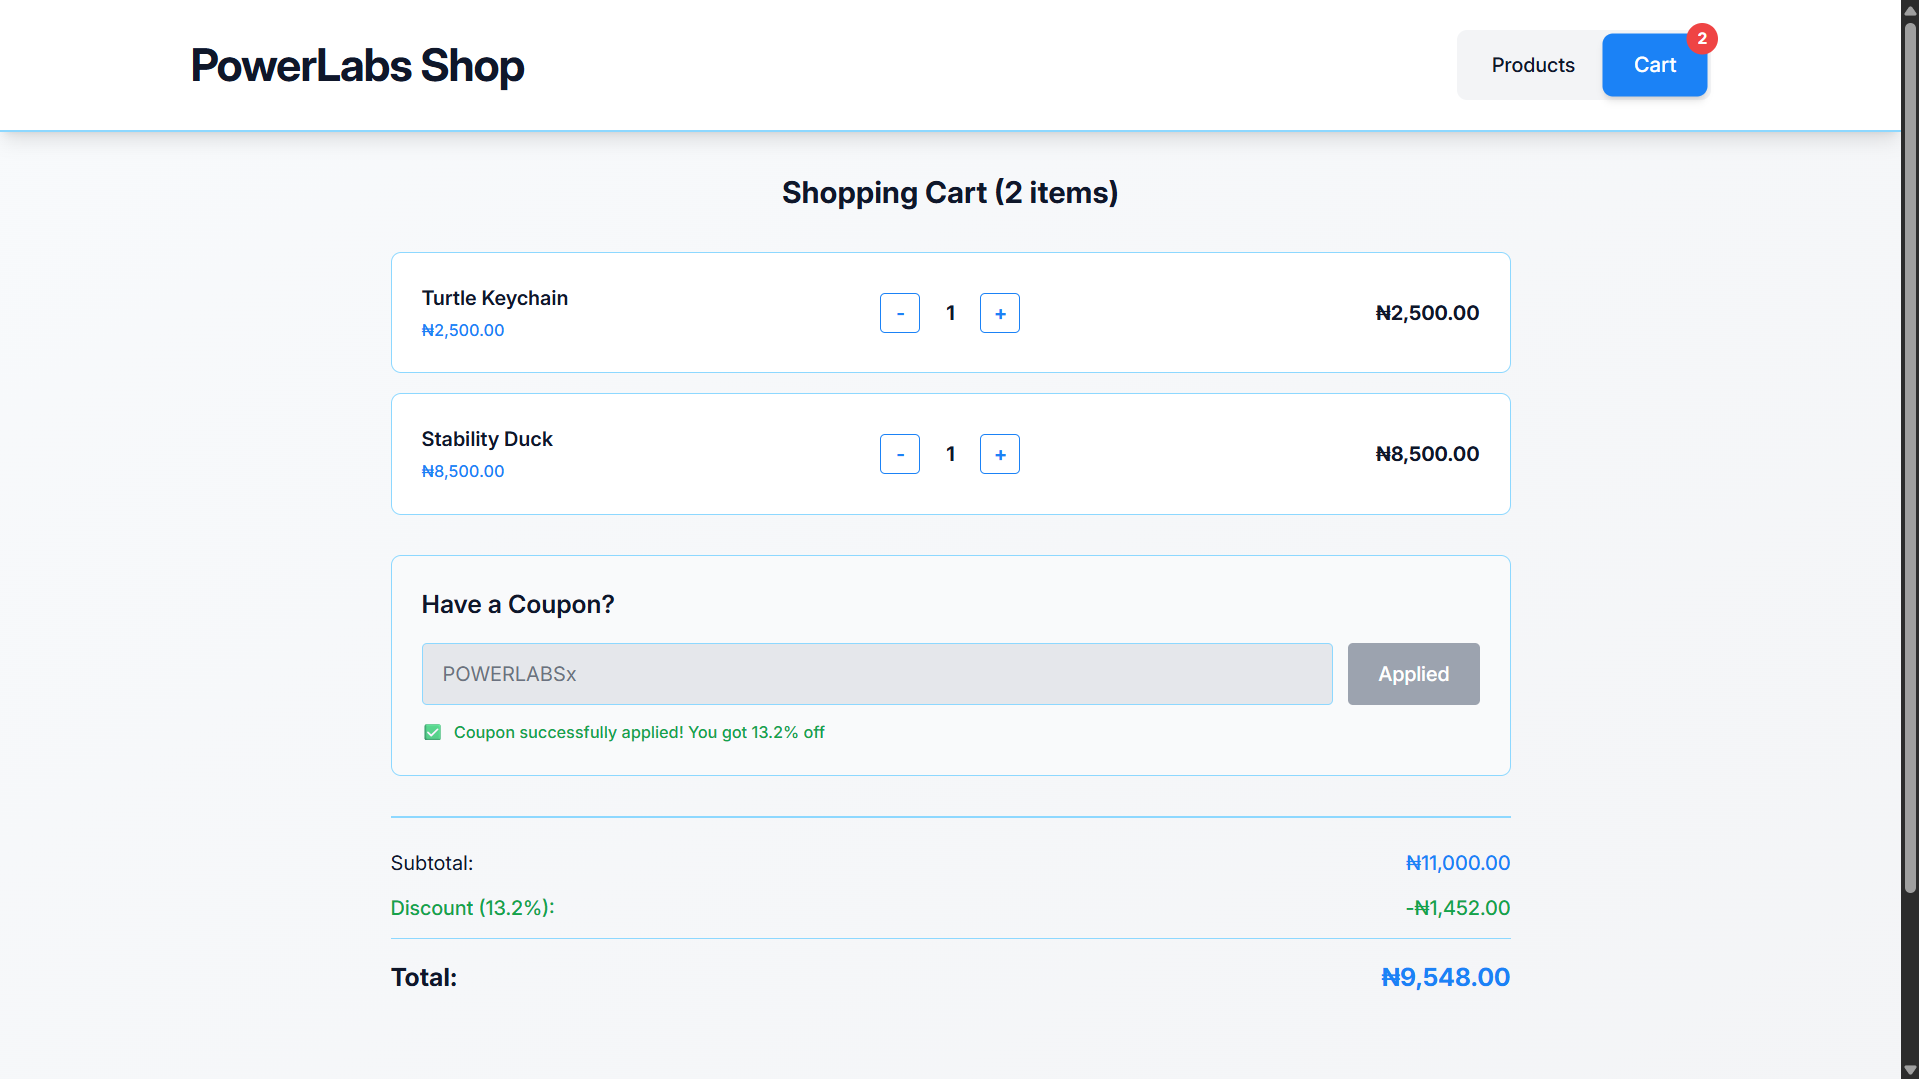 PowerLabs Shop
Products
Cart
2
Shopping Cart (2 items)
Turtle Keychain
₦2,500.00
-
1
+
₦2,500.00
Stability Duck
₦8,500.00
-
1
+
₦8,500.00
Have a Coupon?
POWERLABSx
Applied
✅ Coupon successfully applied! You got 13.2% off
Subtotal:
₦11,000.00
Discount (13.2%):
-₦1,452.00
Total:
₦9,548.00